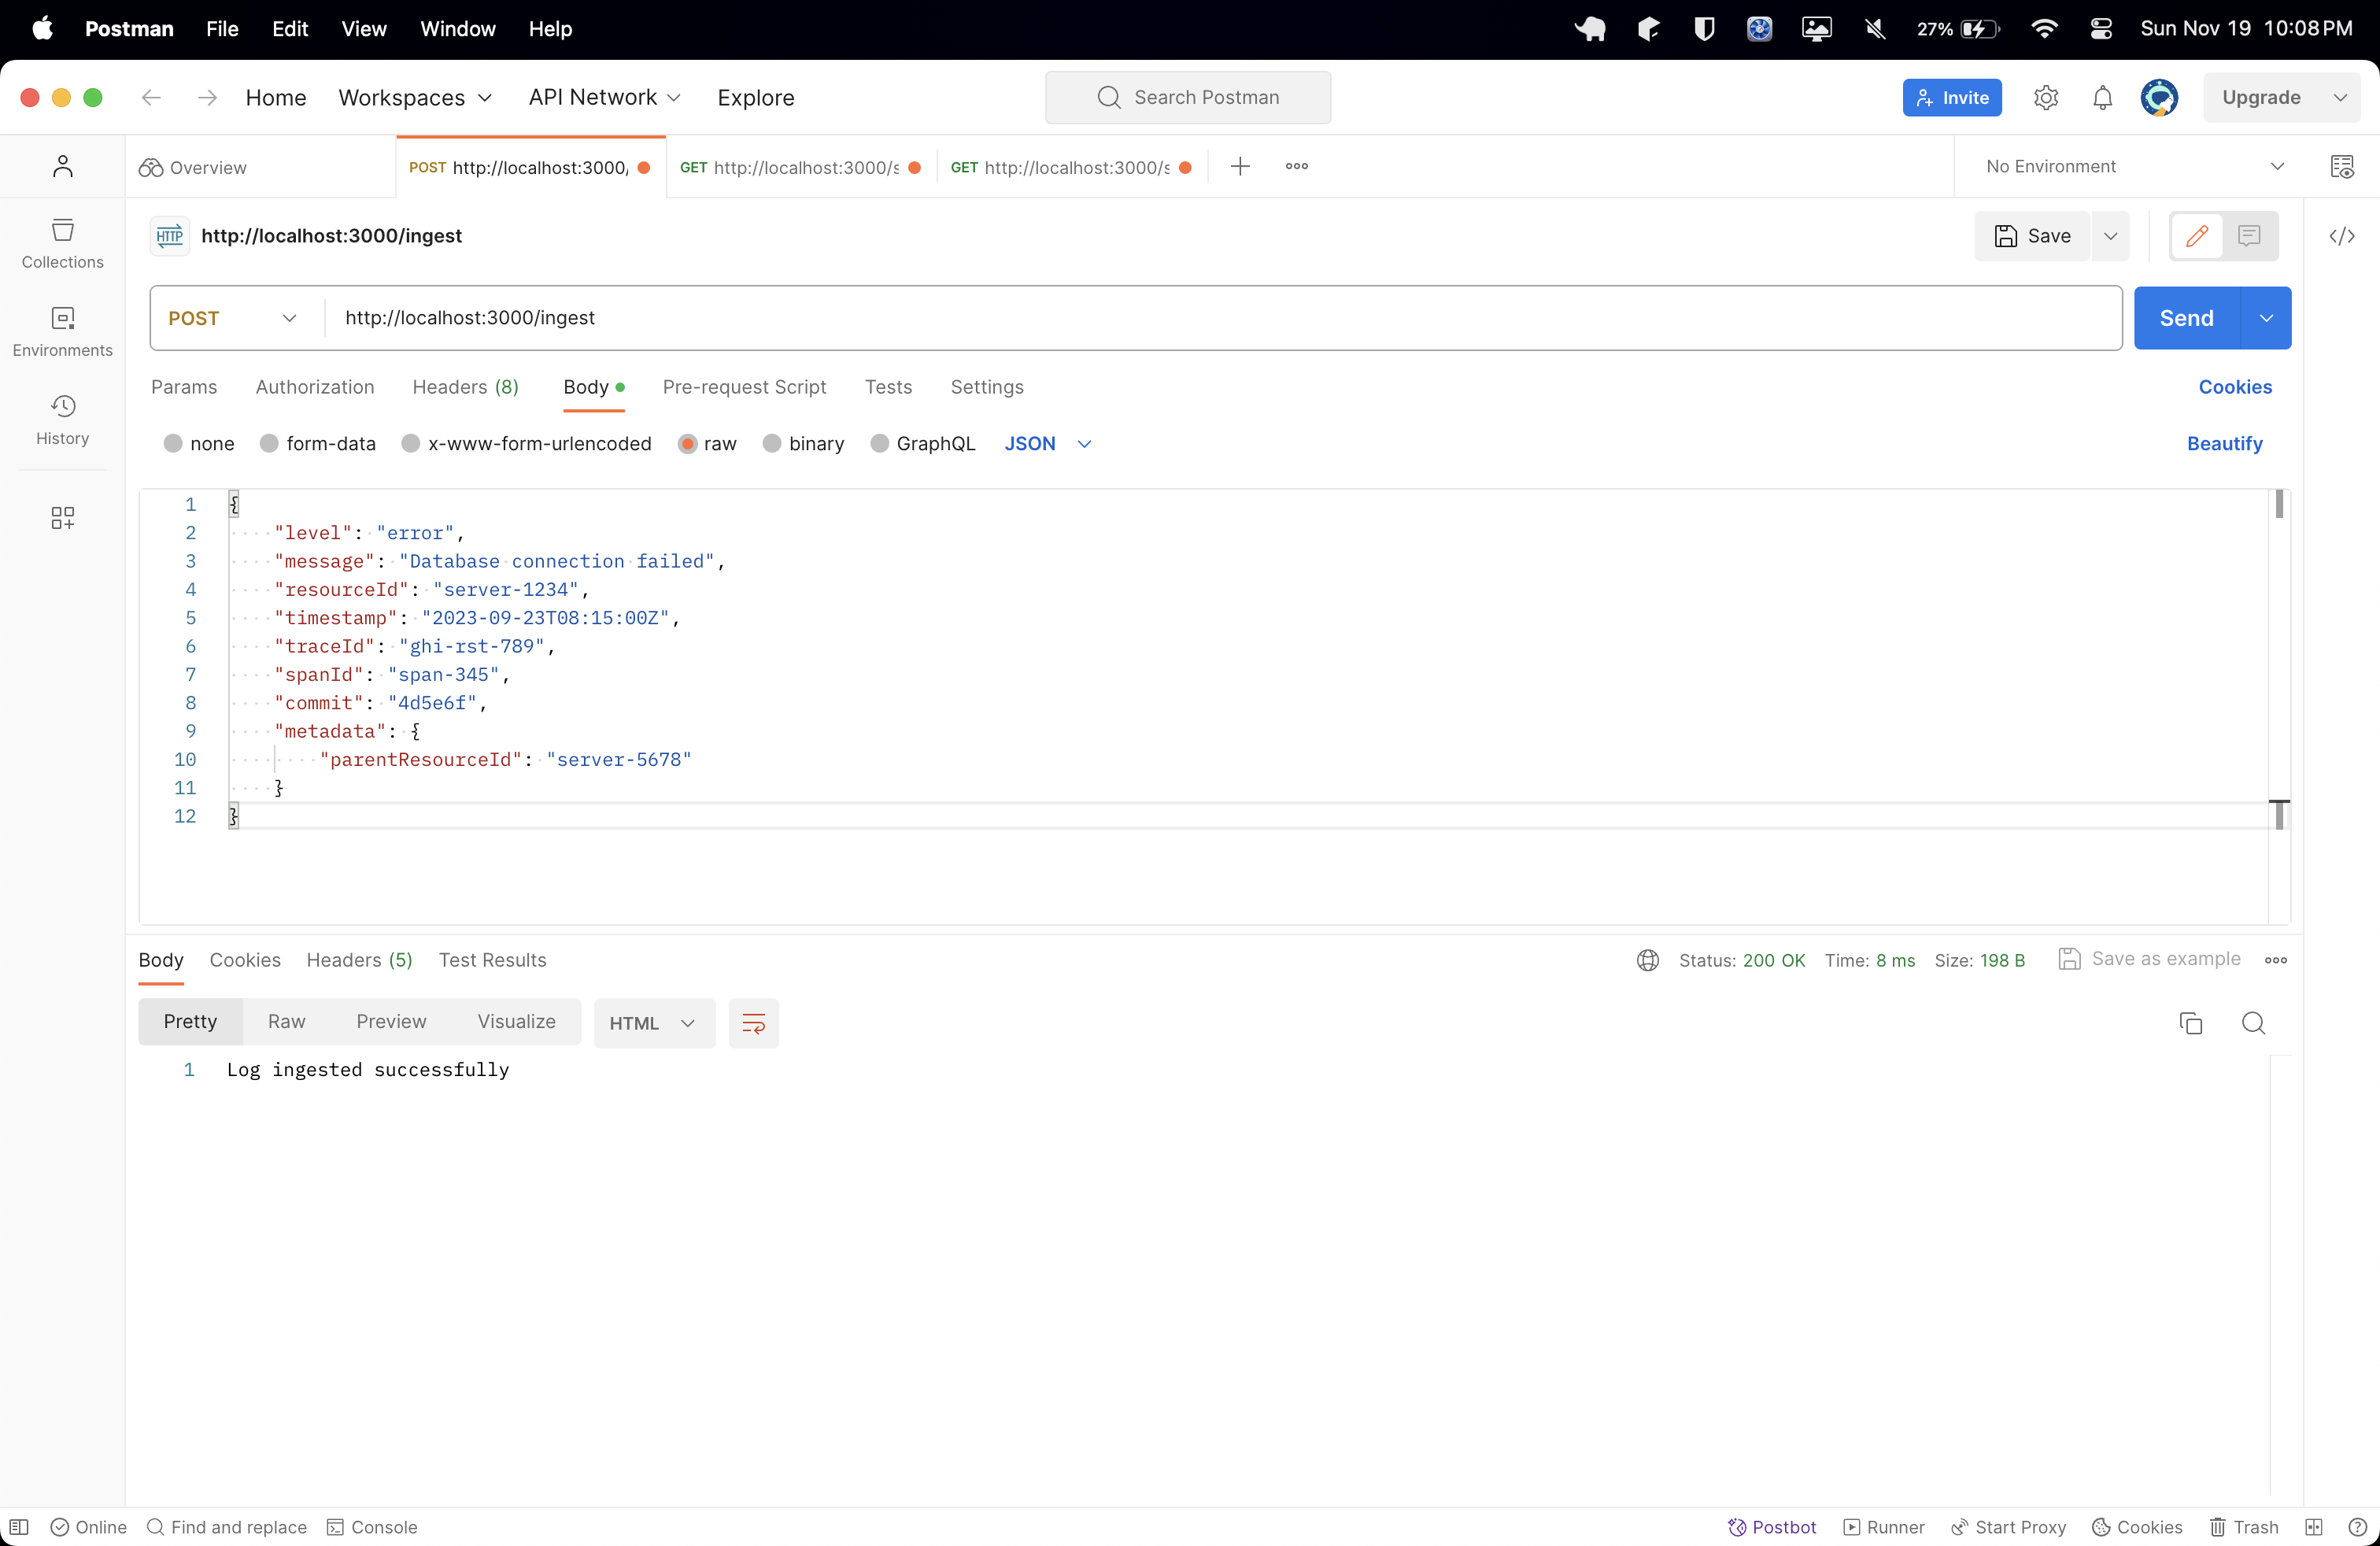 Postman File Edit View Window Help 27% Sun Nov 19 10:08 PM
Home Workspaces API Network Explore Search Postman Invite Upgrade
Overview POST http://localhost:3000/ GET http://localhost:3000/s GET http://localhost:3000/s No Environment
HTTP http://localhost:3000/ingest Save
Collections
Environments
History
POST http://localhost:3000/ingest Send
Params Authorization Headers (8) Body Pre-request Script Tests Settings Cookies
none form-data x-www-form-urlencoded raw binary GraphQL JSON Beautify
1 {
2 "level": "error",
3 "message": "Database connection failed",
4 "resourceId": "server-1234",
5 "timestamp": "2023-09-23T08:15:00Z",
6 "traceId": "ghi-rst-789",
7 "spanId": "span-345",
8 "commit": "4d5e6f",
9 "metadata": {
10 "parentResourceId": "server-5678"
11 }
12 }
Body Cookies Headers (5) Test Results Status: 200 OK Time: 8 ms Size: 198 B Save as example
Pretty Raw Preview Visualize HTML
1 Log ingested successfully
Online Find and replace Console Postbot Runner Start Proxy Cookies Trash